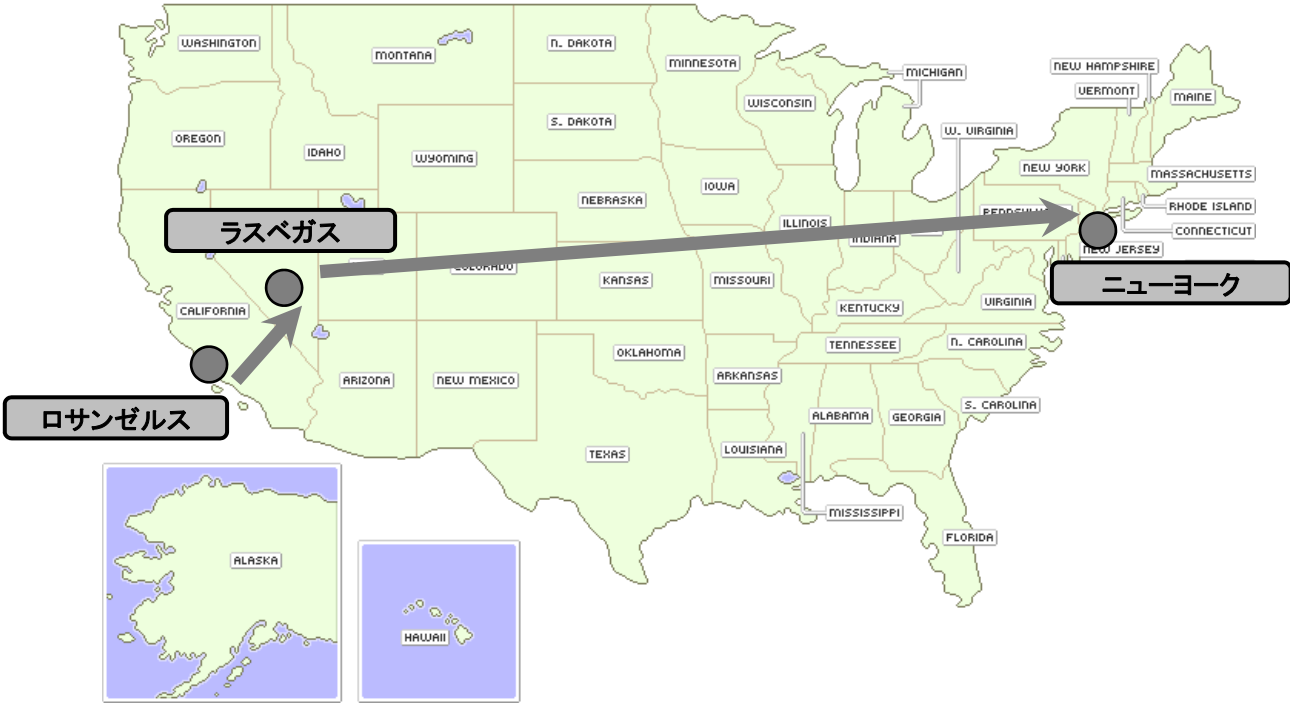 WASHINGTON
MONTANA
N. DAKOTA
MINNESOTA
MICHIGAN
NEW HAMPSHIRE
VERMONT
MAINE
WISCONSIN
OREGON
IDAHO
S. DAKOTA
W. VIRGINIA
WYOMING
NEW YORK
MASSACHUSETTS
IOWA
NEBRASKA
RHODE ISLAND
ラスベガス
ILLINOIS
INDIANA
CONNECTICUT
NEW JERSEY
COLORADO
KANSAS
MISSOURI
ニューヨーク
CALIFORNIA
KENTUCKY
VIRGINIA
TENNESSEE
N. CAROLINA
OKLAHOMA
ARIZONA
NEW MEXICO
ARKANSAS
S. CAROLINA
ロサンゼルス
ALABAMA
GEORGIA
TEXAS
LOUISIANA
MISSISSIPPI
FLORIDA
ALASKA
HAWAII